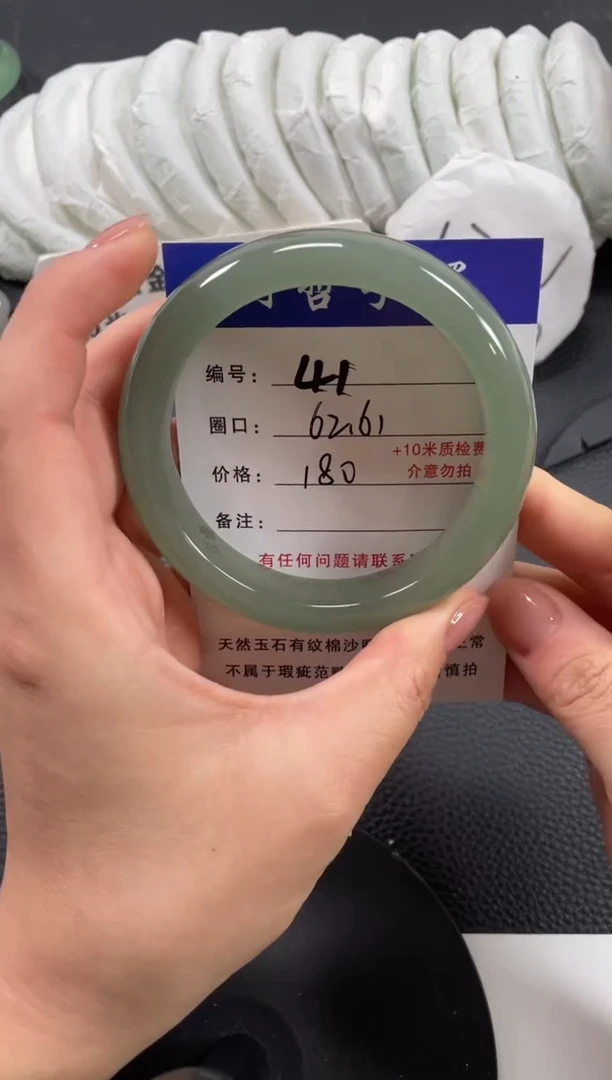 编号: 41
圈口: 62.61
价格: 180
+10米质检费
介意勿拍
备注:
有任何问题请联系
天然玉石有纹棉沙
不属于瑕疵范
慎拍